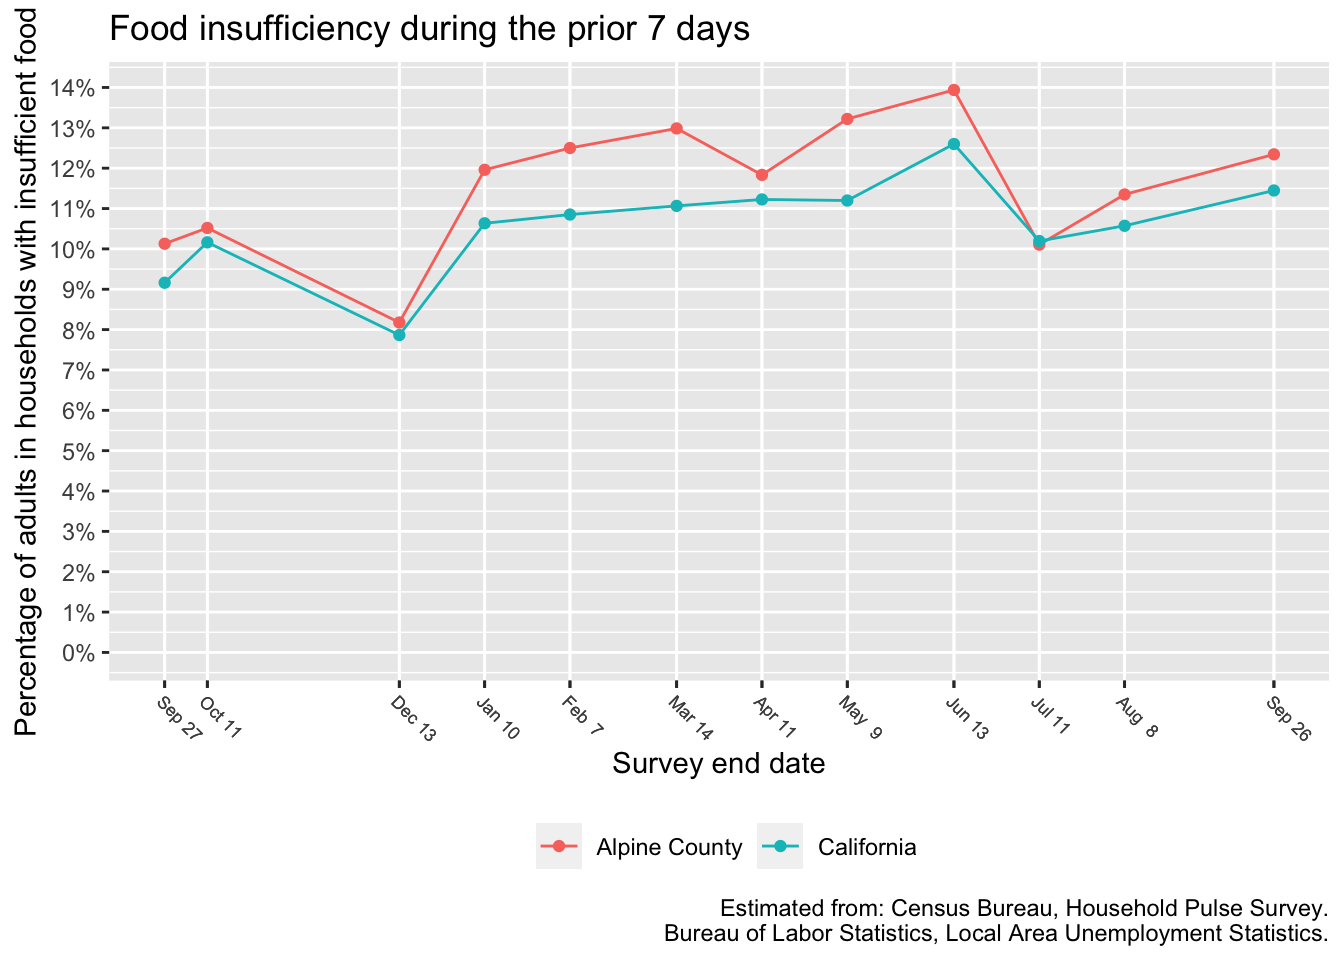 Food insufficiency during the prior 7 days
Percentage of adults in households with insufficient food
14%
13%
12%
11%
10%
9%
8%
7%
6%
5%
4%
3%
2%
1%
0%
Sep 27
Oct 11
Dec 13
Jan 10
Feb 7
Mar 14
Apr 11
May 9
Jun 13
Jul 11
Aug 8
Sep 26
Survey end date
Alpine County
California
Estimated from: Census Bureau, Household Pulse Survey.
Bureau of Labor Statistics, Local Area Unemployment Statistics.